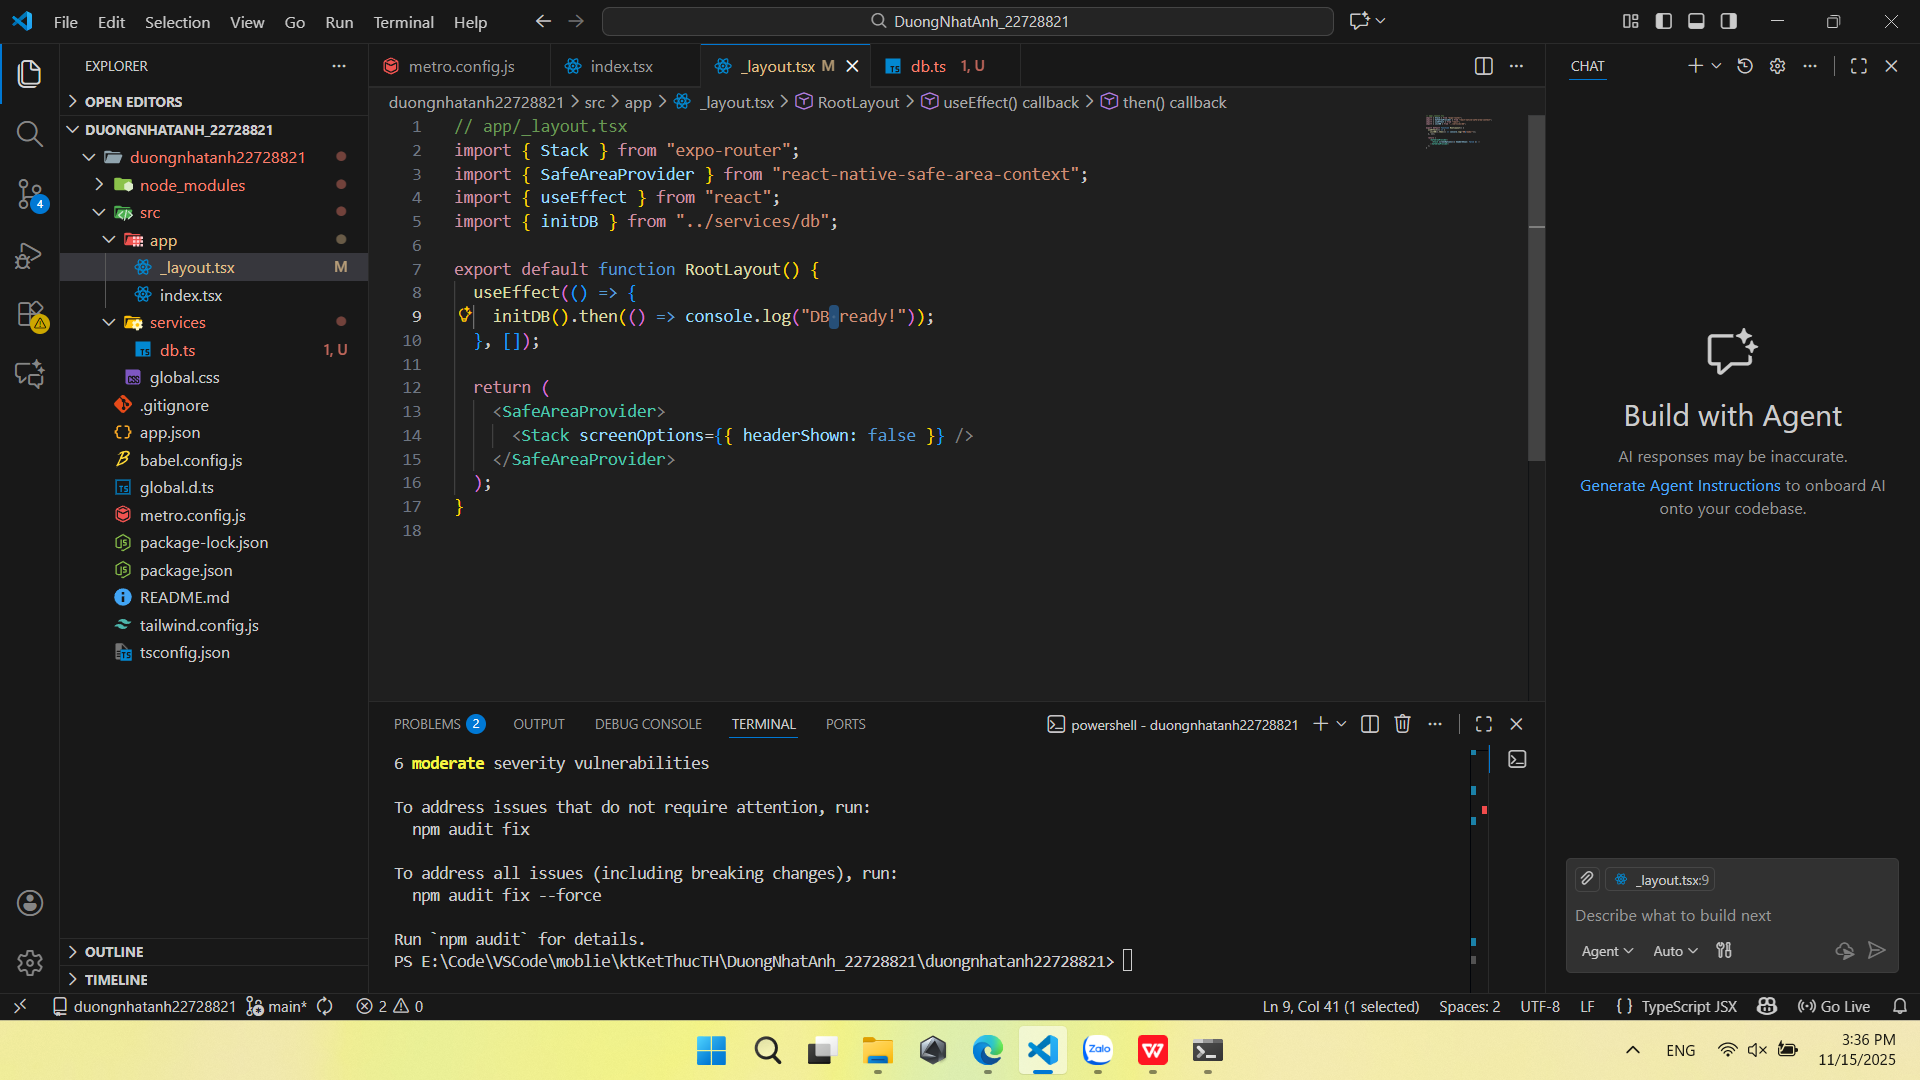 File Edit Selection View Go Run Terminal Help
DuongNhatAnh_22728821
EXPLORER
OPEN EDITORS
DUONGNHATANH_22728821
duongnhatanh22728821
node_modules
src
app
_layout.tsx M
index.tsx
services
db.ts 1, U
global.css
.gitignore
app.json
babel.config.js
global.d.ts
metro.config.js
package-lock.json
package.json
README.md
tailwind.config.js
tsconfig.json
OUTLINE
TIMELINE
4
metro.config.js index.tsx _layout.tsx M db.ts 1, U
duongnhatanh22728821 > src > app > _layout.tsx > RootLayout > useEffect() callback > then() callback
1 // app/_layout.tsx
2 import { Stack } from "expo-router";
3 import { SafeAreaProvider } from "react-native-safe-area-context";
4 import { useEffect } from "react";
5 import { initDB } from "../services/db";
6
7 export default function RootLayout() {
8 useEffect(() => {
9 initDB().then(() => console.log("DB ready!"));
10 }, []);
11
12 return (
13 <SafeAreaProvider>
14 <Stack screenOptions={{ headerShown: false }} />
15 </SafeAreaProvider>
16 );
17 }
18
PROBLEMS 2 OUTPUT DEBUG CONSOLE TERMINAL PORTS
powershell - duongnhatanh22728821
6 moderate severity vulnerabilities
To address issues that do not require attention, run:
npm audit fix
To address all issues (including breaking changes), run:
npm audit fix --force
Run `npm audit` for details.
PS E:\Code\VSCode\moblie\ktKetThucTH\DuongNhatAnh_22728821\duongnhatanh22728821>
CHAT
Build with Agent
AI responses may be inaccurate.
Generate Agent Instructions to onboard AI
onto your codebase.
_layout.tsx:9
Describe what to build next
Agent Auto
duongnhatanh22728821 main* 2 0
Ln 9, Col 41 (1 selected) Spaces: 2 UTF-8 LF {} TypeScript JSX Go Live
Zalo
ENG
3:36 PM
11/15/2025